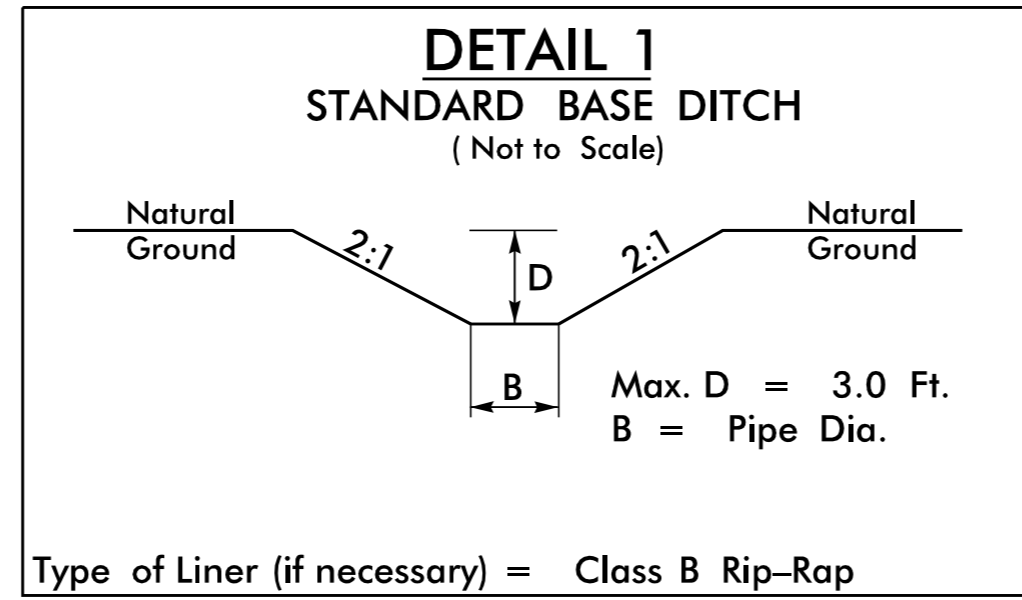 DETAIL 1
STANDARD BASE DITCH
( Not to Scale)
Natural
Ground
2:1
D
2:1
Natural
Ground
B
Max. D = 3.0 Ft.
B = Pipe Dia.
Type of Liner (if necessary) = Class B Rip–Rap